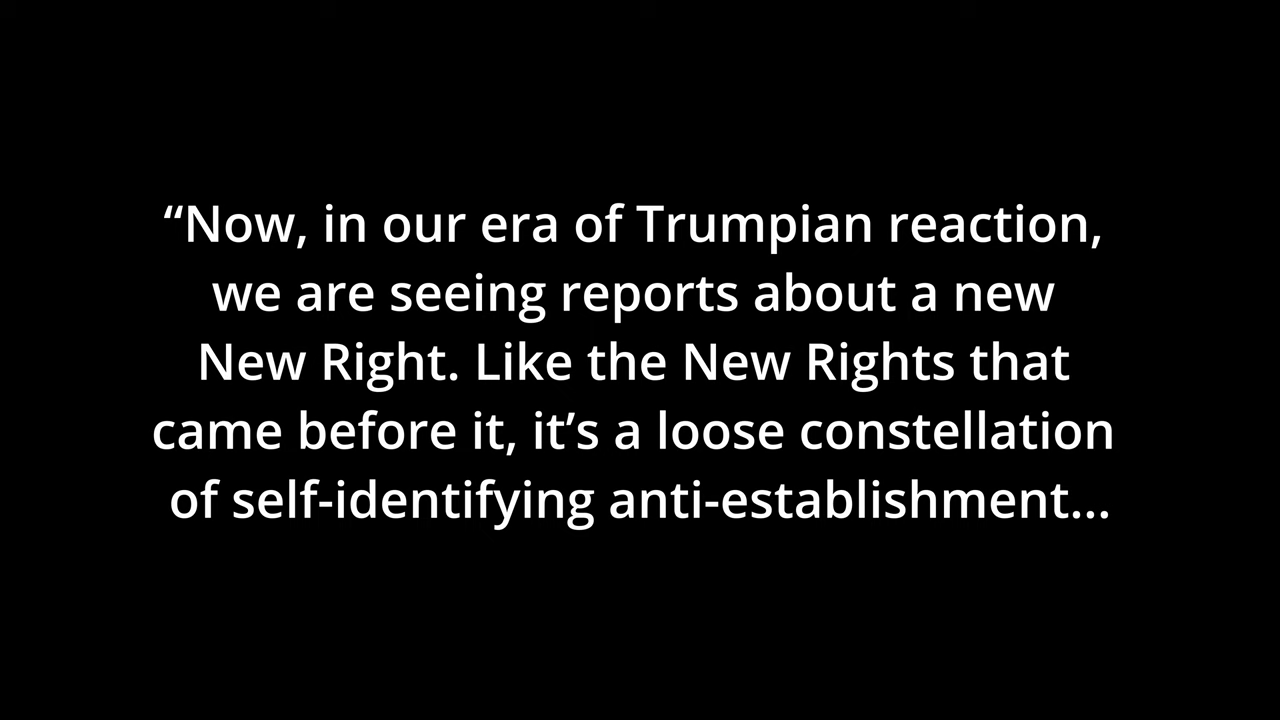 “Now, in our era of Trumpian reaction,
we are seeing reports about a new
New Right. Like the New Rights that
came before it, it’s a loose constellation
of self-identifying anti-establishment...